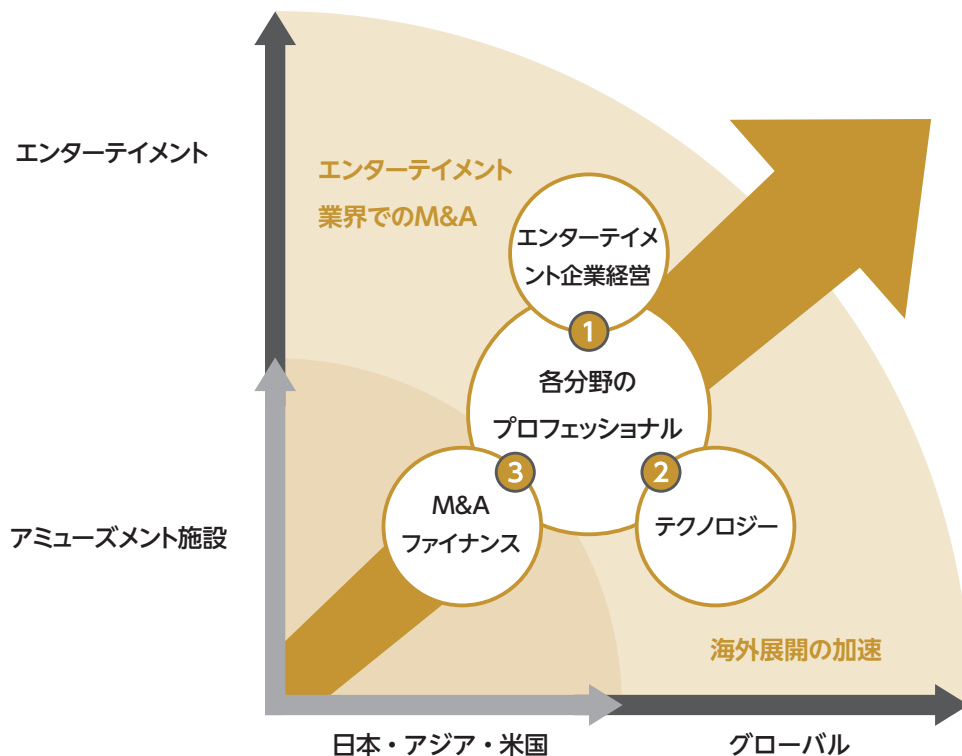 エンターテイメント
エンターテイメント
業界でのM&A
エンターテイメ
ント企業経営
1
各分野の
プロフェッショナル
3
2
M&A
ファイナンス
テクノロジー
アミューズメント施設
海外展開の加速
日本・アジア・米国
グローバル